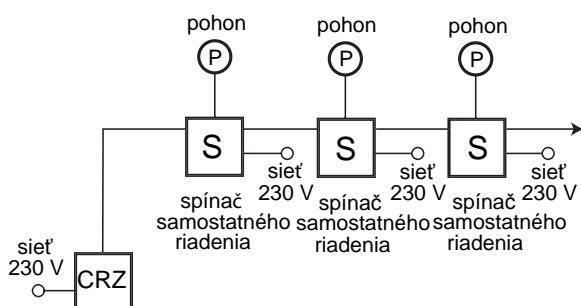 pohon
pohon
pohon
P
P
P
S
S
S
sieť
230 V
sieť
230 V
sieť
230 V
spínač
samostatného
riadenia
spínač
samostatného
riadenia
spínač
samostatného
riadenia
sieť
230 V
CRZ